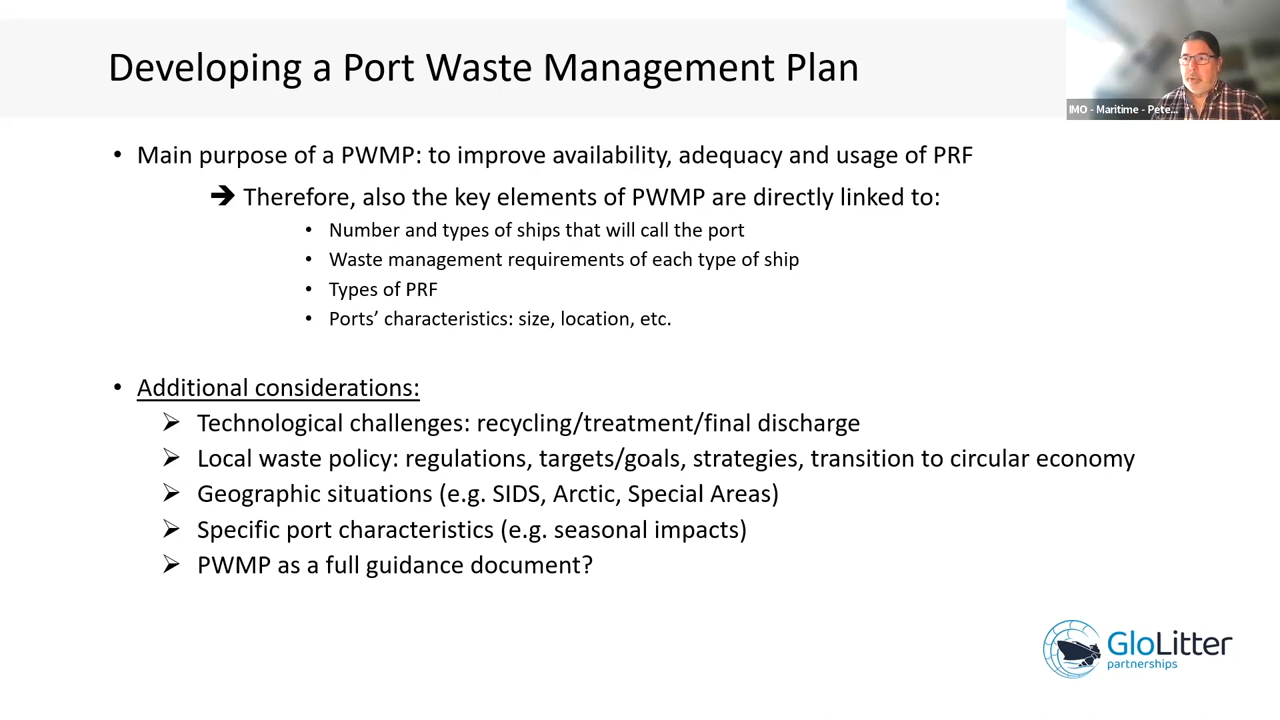 Developing a Port Waste Management Plan
IMO - Maritime - Pete...
• Main purpose of a PWMP: to improve availability, adequacy and usage of PRF
➔ Therefore, also the key elements of PWMP are directly linked to:
• Number and types of ships that will call the port
• Waste management requirements of each type of ship
• Types of PRF
• Ports’ characteristics: size, location, etc.
• Additional considerations:
➢ Technological challenges: recycling/treatment/final discharge
➢ Local waste policy: regulations, targets/goals, strategies, transition to circular economy
➢ Geographic situations (e.g. SIDS, Arctic, Special Areas)
➢ Specific port characteristics (e.g. seasonal impacts)
➢ PWMP as a full guidance document?
GloLitter
partnerships